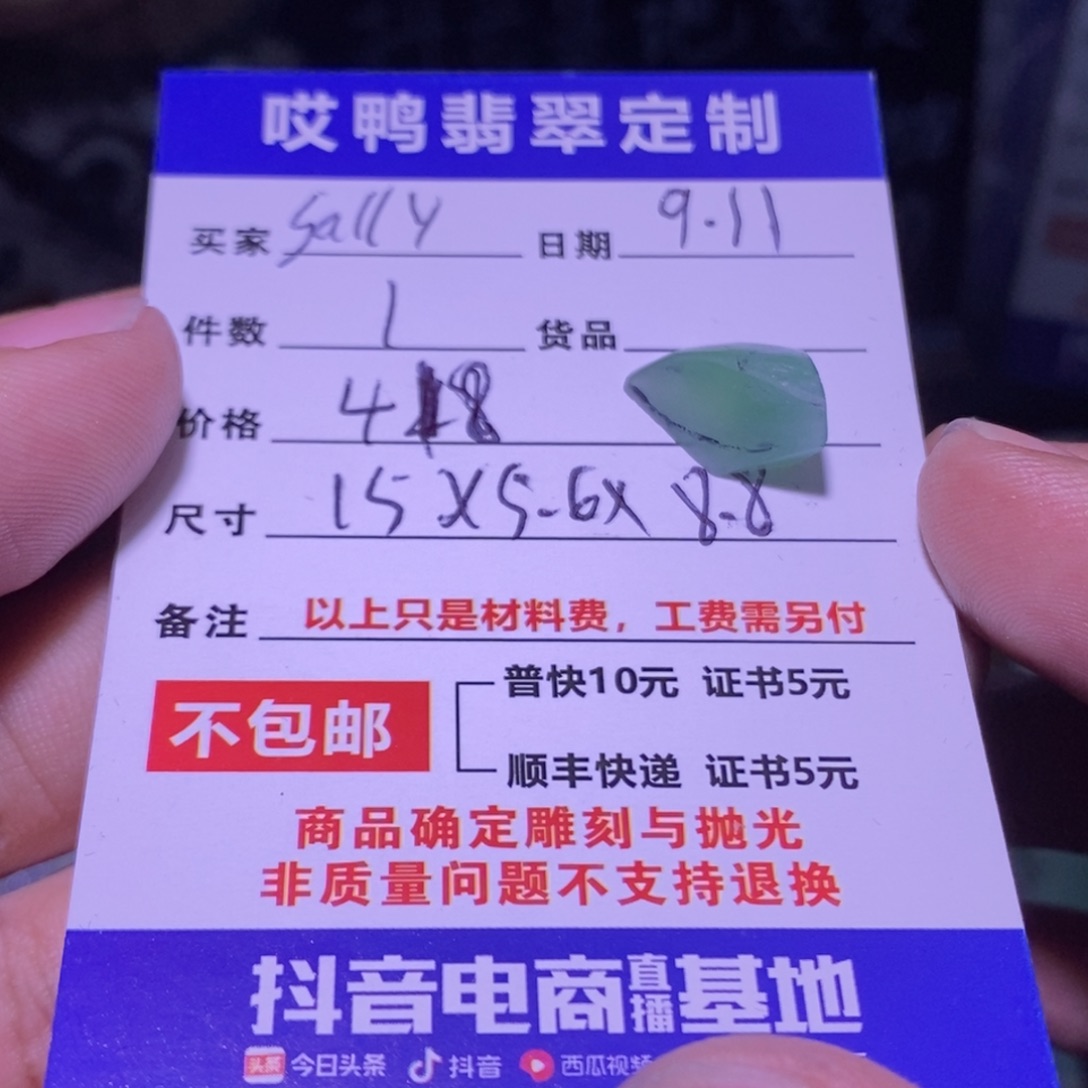 哎鸭翡翠定制
买家 Sally 日期 9.11
件数 1 货品
价格 418
尺寸 15X5.6X8.8
备注 以上只是材料费，工费需另付
不包邮 普快10元 证书5元
顺丰快递 证书5元
商品确定雕刻与抛光
非质量问题不支持退换
抖音电商直播基地
头条 今日头条 抖音 西瓜视频